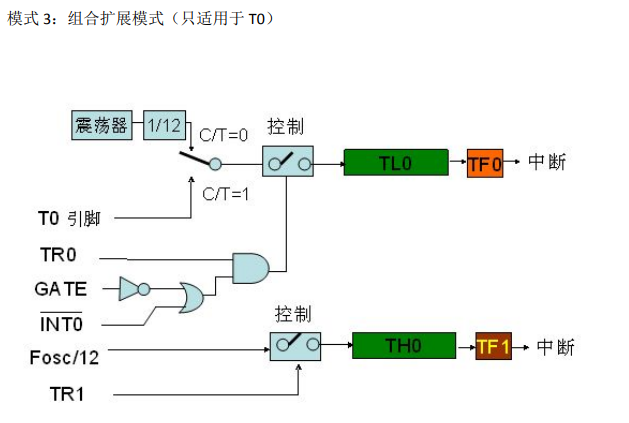 模式 3：组合扩展模式（只适用于 T0）
震荡器
1/12
C/T=0
控制
TL0
TF0
中断
C/T=1
T0 引脚
TR0
GATE
INT0
控制
Fosc/12
TH0
TF1
中断
TR1